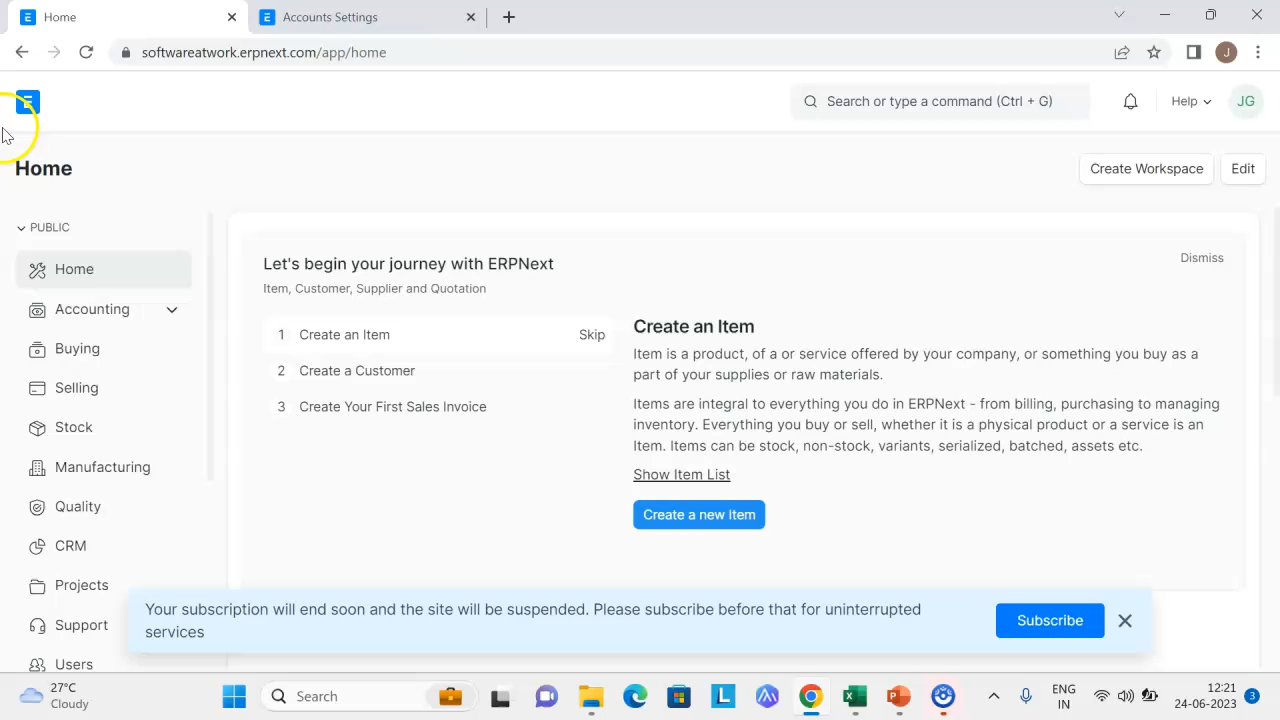 Home
Accounts Settings
softwareatwork.erpnext.com/app/home
J
E
Search or type a command (Ctrl + G)
Help
JG
Home
Create Workspace
Edit
PUBLIC
Home
Accounting
Buying
Selling
Stock
Manufacturing
Quality
CRM
Projects
Support
Users
Let's begin your journey with ERPNext
Dismiss
Item, Customer, Supplier and Quotation
1 Create an Item Skip
2 Create a Customer
3 Create Your First Sales Invoice
Create an Item
Item is a product, of a or service offered by your company, or something you buy as a
part of your supplies or raw materials.
Items are integral to everything you do in ERPNext - from billing, purchasing to managing
inventory. Everything you buy or sell, whether it is a physical product or a service is an
Item. Items can be stock, non-stock, variants, serialized, batched, assets etc.
Show Item List
Create a new Item
Your subscription will end soon and the site will be suspended. Please subscribe before that for uninterrupted
services
Subscribe
27°C
Cloudy
Search
L
ENG
IN
12:21
24-06-2023
3